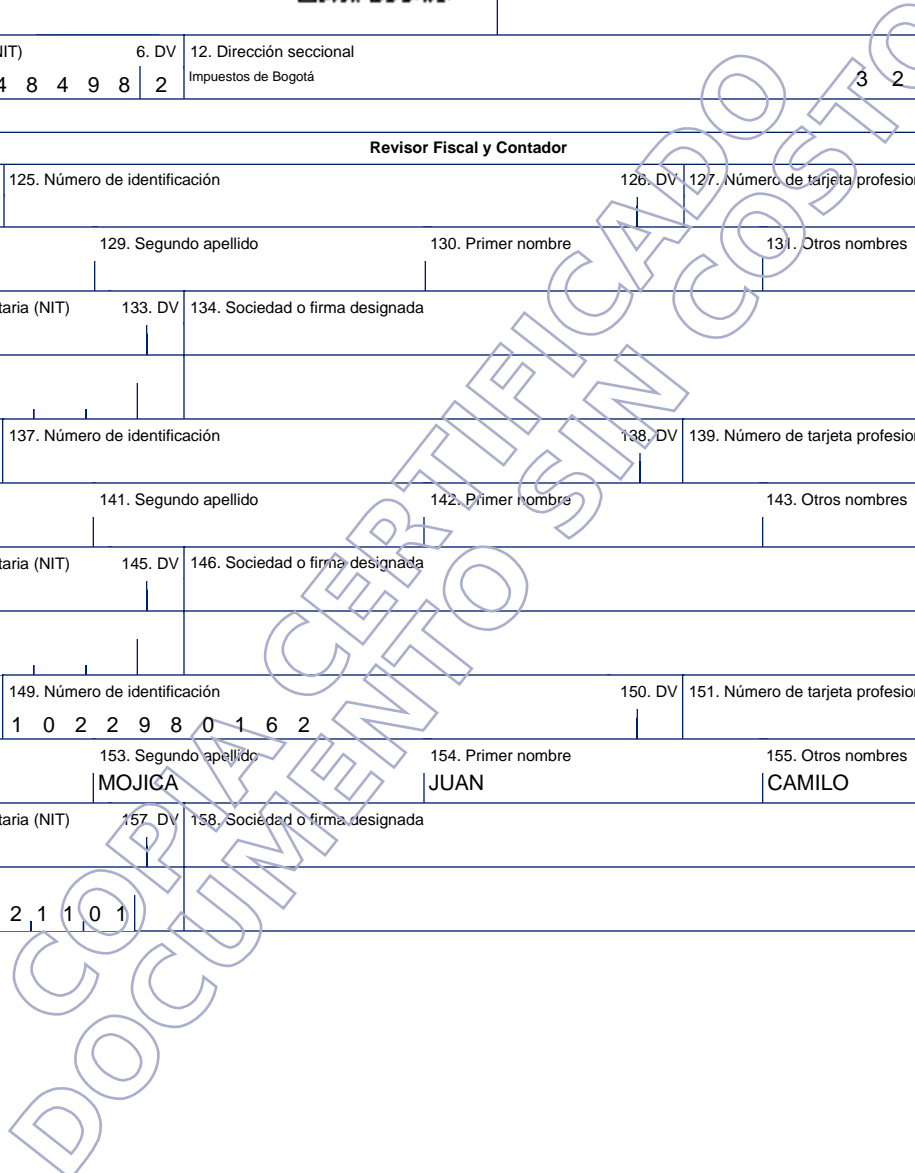 NIT) 6. DV 12. Dirección seccional
4 8 4 9 8 2 Impuestos de Bogotá 3 2
Revisor Fiscal y Contador
125. Número de identificación 126. DV 127. Número de tarjeta profesion
129. Segundo apellido 130. Primer nombre 131. Otros nombres
taria (NIT) 133. DV 134. Sociedad o firma designada
137. Número de identificación 138. DV 139. Número de tarjeta profesion
141. Segundo apellido 142. Primer nombre 143. Otros nombres
taria (NIT) 145. DV 146. Sociedad o firma designada
149. Número de identificación 150. DV 151. Número de tarjeta profesion
1 0 2 2 9 8 0 1 6 2
153. Segundo apellido 154. Primer nombre 155. Otros nombres
MOJICA JUAN CAMILO
taria (NIT) 157. DV 158. Sociedad o firma designada
2 1 1 0 1
COPIA CERTIFICADO
DOCUMENTO SIN COSTO